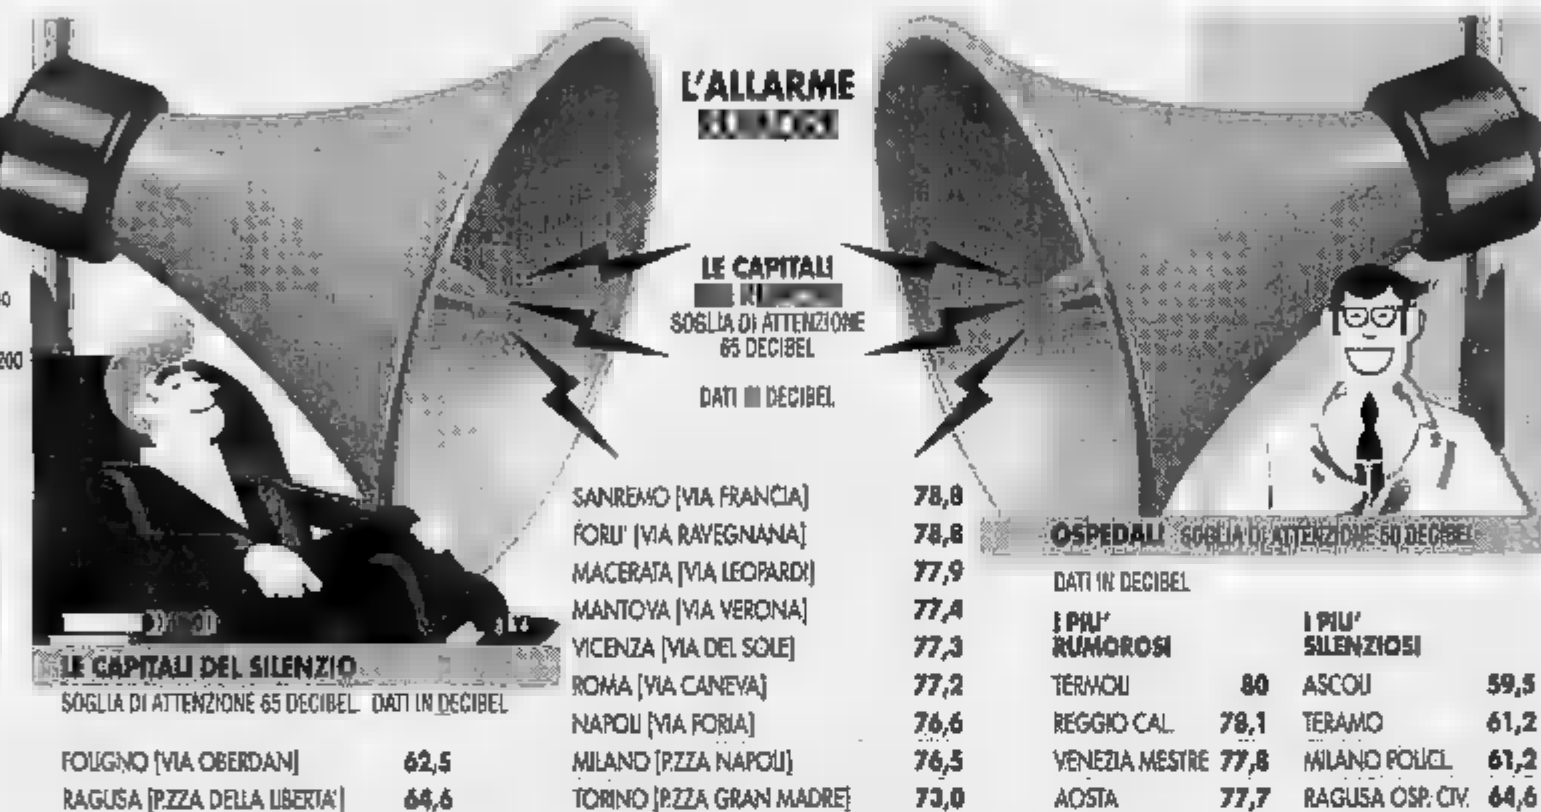 L'ALLARME
LE CAPITALI
SOGLIA DI ATTENZIONE
65 DECIBEL
DATI DECIBEL
200
SANREMO [VIA FRANCIA] 78,8
FORLI' [VIA RAVEGNANA] 78,8
MACERATA [VIA LEOPARDI] 77,9
MANTOVA [VIA VERONA] 77,4
VICENZA [VIA DEL SOLE] 77,3
ROMA [VIA CANEVA] 77,2
NAPOLI [VIA FORIA] 76,6
MILANO [P.ZZA NAPOLI] 76,5
TORINO [P.ZZA GRAN MADRE] 73,0
LE CAPITALI DEL SILENZIO
SOGLIA DI ATTENZIONE 65 DECIBEL DATI IN DECIBEL
FOLIGNO [VIA OBERDAN] 62,5
RAGUSA [P.ZZA DELLA LIBERTA'] 64,6
OSPEDALI SOGLIA DI ATTENZIONE 50 DECIBEL
DATI IN DECIBEL
I PIU'
RUMOROSI
TERMOLI 80
REGGIO CAL. 78,1
VENEZIA MESTRE 77,8
AOSTA 77,7
I PIU'
SILENZIOSI
ASCOLI 59,5
TERAMO 61,2
MILANO POLICL. 61,2
RAGUSA OSP. CIV. 64,6